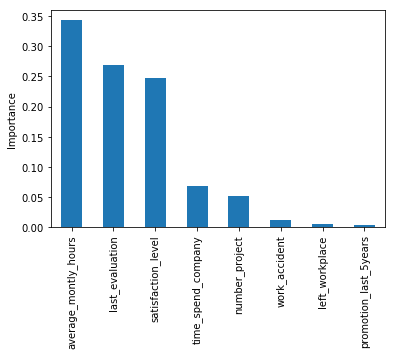 0.35
0.30
0.25
0.20
0.15
0.10
0.05
0.00
Importance
average_montly_hours
last_evaluation
satisfaction_level
time_spend_company
number_project
work_accident
left_workplace
promotion_last_5years